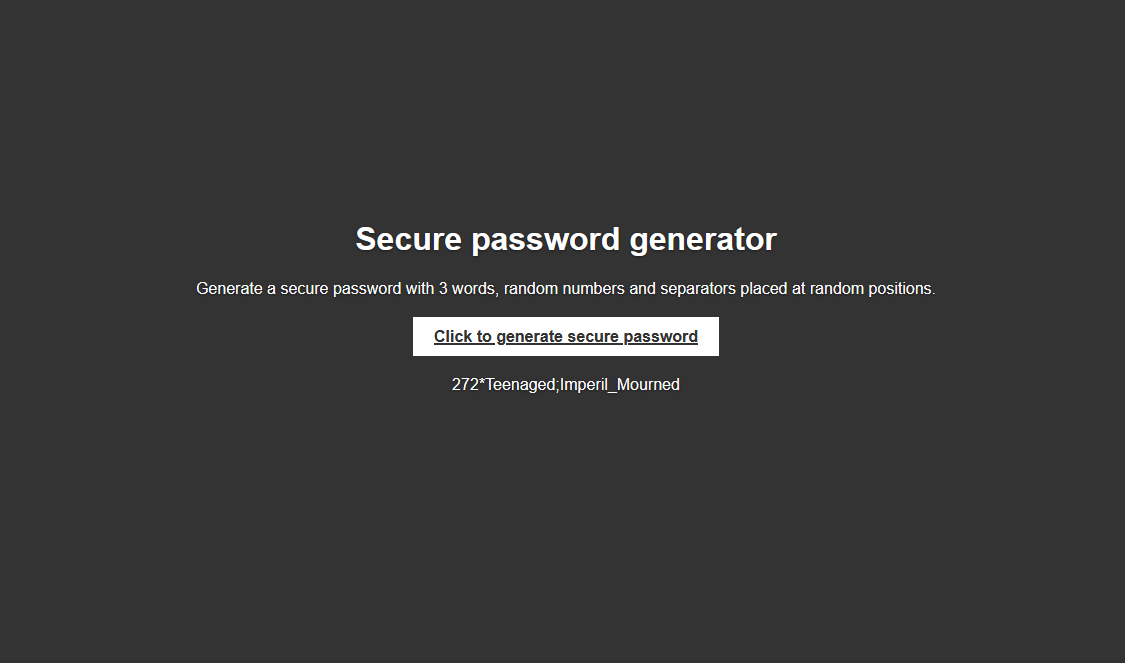 Secure password generator
Generate a secure password with 3 words, random numbers and separators placed at random positions.
Click to generate secure password
272*Teenaged;Imperil_Mourned